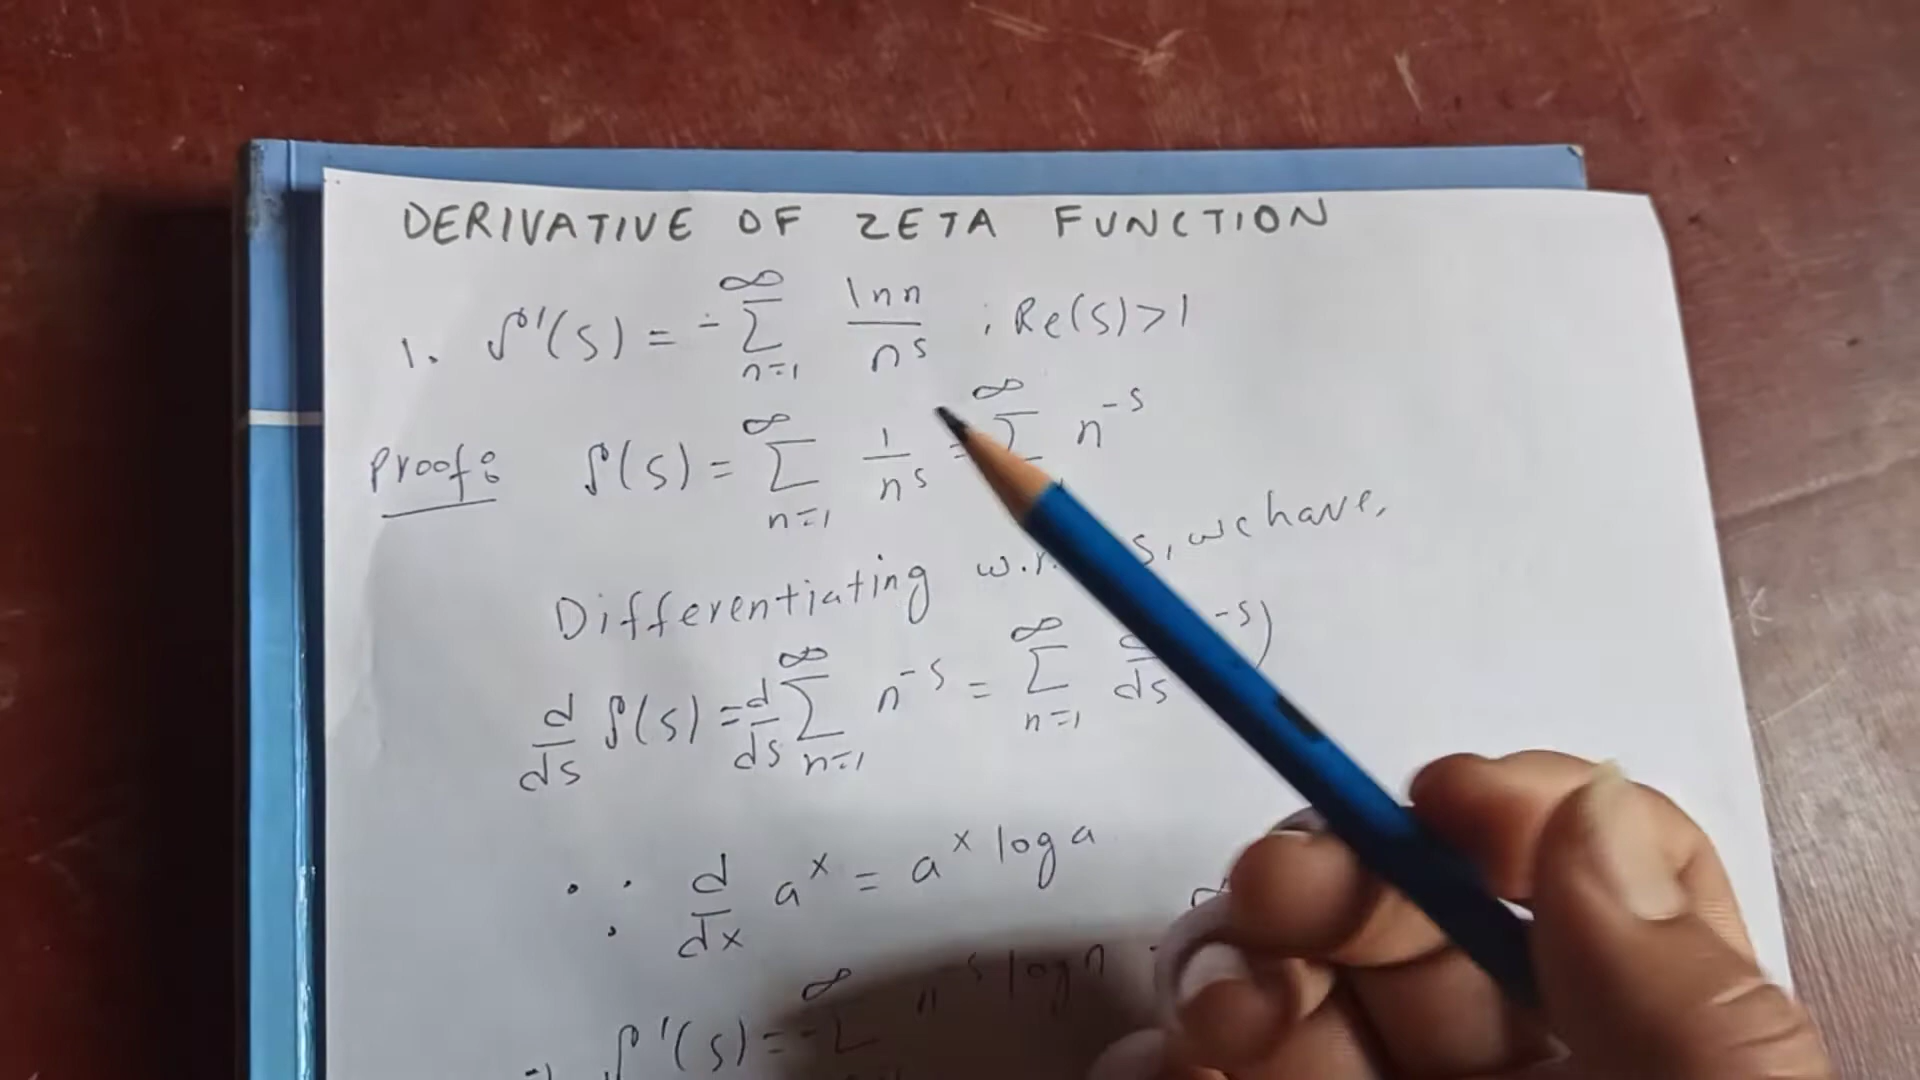 DERIVATIVE OF ZETA FUNCTION
1. ζ'(s) = - ∑_{n=1}^{∞} ln n / n^s ; Re(s) > 1
Proof: ζ(s) = ∑_{n=1}^{∞} 1 / n^s = ∑^{∞} n^{-s}
Differentiating w.r. s, we have,
d/ds ζ(s) = d/ds ∑_{n=1}^{∞} n^{-s} = ∑_{n=1}^{∞} d/ds -s)
∵ d/dx a^x = a^x log a
ζ'(s) = - ∑^{∞} n^{-s} log n